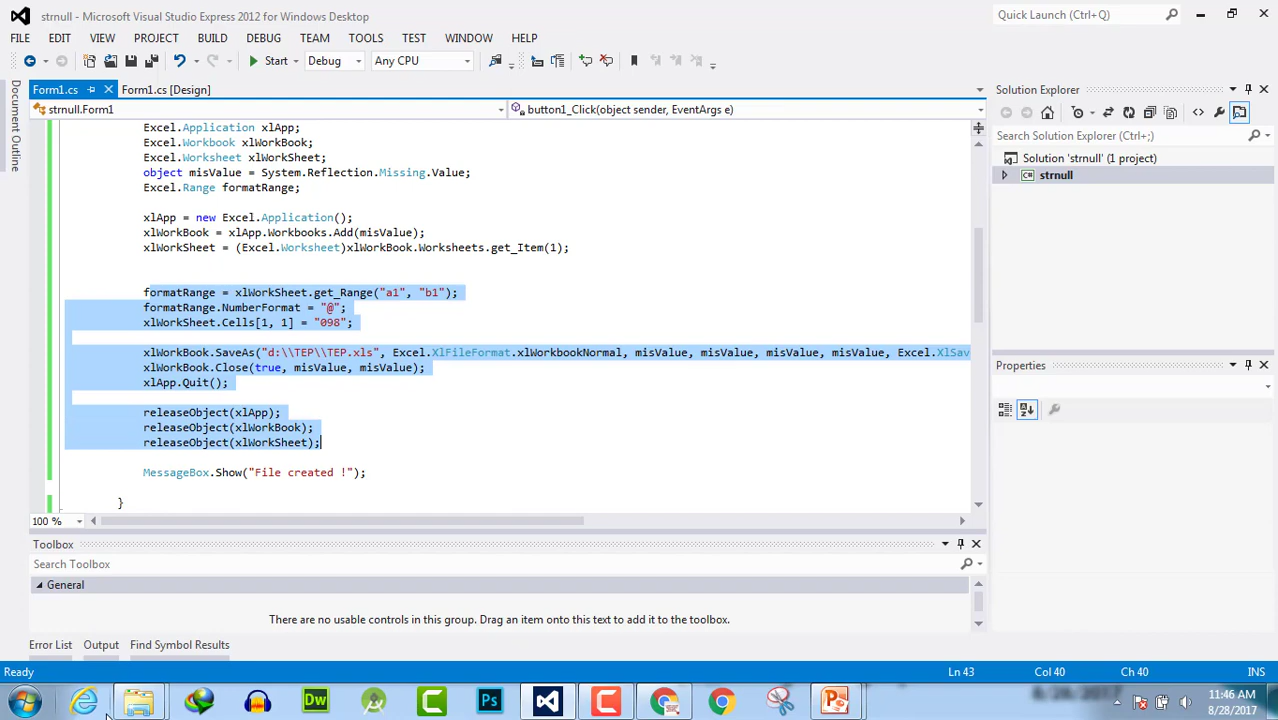 strnull - Microsoft Visual Studio Express 2012 for Windows Desktop
Quick Launch (Ctrl+Q)
FILE EDIT VIEW PROJECT BUILD DEBUG TEAM TOOLS TEST WINDOW HELP
Start Debug Any CPU
Document Outline
Form1.cs Form1.cs [Design]
strnull.Form1 button1_Click(object sender, EventArgs e)
Excel.Application xlApp;
Excel.Workbook xlWorkBook;
Excel.Worksheet xlWorkSheet;
object misValue = System.Reflection.Missing.Value;
Excel.Range formatRange;
xlApp = new Excel.Application();
xlWorkBook = xlApp.Workbooks.Add(misValue);
xlWorkSheet = (Excel.Worksheet)xlWorkBook.Worksheets.get_Item(1);
formatRange = xlWorkSheet.get_Range("a1", "b1");
formatRange.NumberFormat = "@";
xlWorkSheet.Cells[1, 1] = "098";
xlWorkBook.SaveAs("d:\\TEP\\TEP.xls", Excel.XlFileFormat.xlWorkbookNormal, misValue, misValue, misValue, misValue, Excel.XlSav
xlWorkBook.Close(true, misValue, misValue);
xlApp.Quit();
releaseObject(xlApp);
releaseObject(xlWorkBook);
releaseObject(xlWorkSheet);
MessageBox.Show("File created !");
}
100 %
Solution Explorer
Search Solution Explorer (Ctrl+;)
Solution 'strnull' (1 project)
C# strnull
Properties
Toolbox
Search Toolbox
General
There are no usable controls in this group. Drag an item onto this text to add it to the toolbox.
Error List Output Find Symbol Results
Ready Ln 43 Col 40 Ch 40 INS
Dw Ps
11:46 AM
8/28/2017